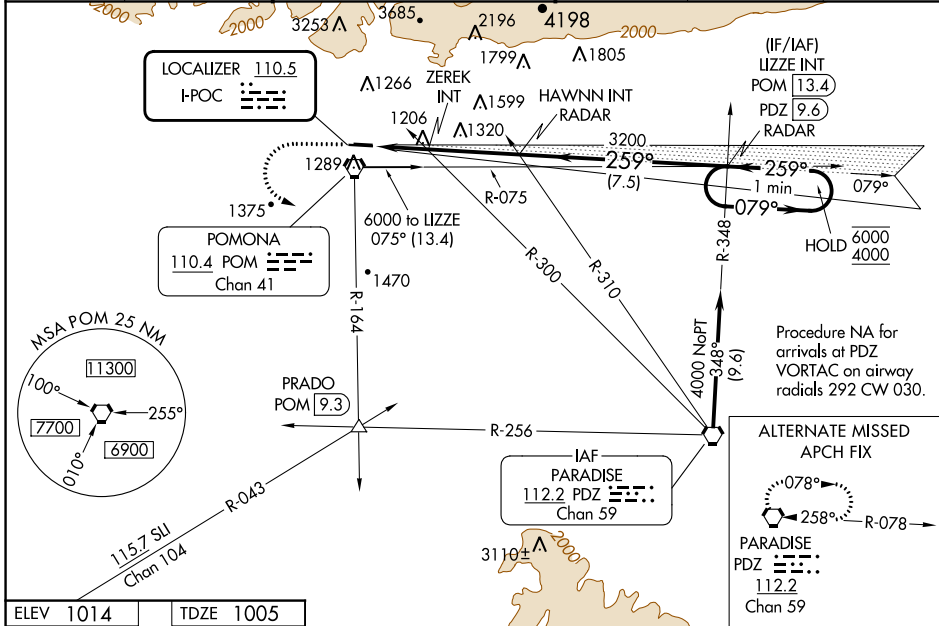 2000
2000
3253
3685
2196
4198
2000
1799
1805
LOCALIZER 110.5
I-POC
1266
ZEREK
INT
1599
HAWNN INT
RADAR
(IF/IAF)
LIZZE INT
POM 13.4
PDZ 9.6
RADAR
1206
1320
3200
1289
259°
(7.5)
259°
1 min
079°
079°
R-075
6000 to LIZZE
075° (13.4)
1375
HOLD 6000
4000
POMONA
110.4 POM
Chan 41
1470
R-164
R-300
R-310
R-348
4000 NoPT
348°
(9.6)
Procedure NA for
arrivals at PDZ
VORTAC on airway
radials 292 CW 030.
MSA POM 25 NM
11300
100°
255°
7700
6900
010°
PRADO
POM 9.3
R-256
IAF
PARADISE
112.2 PDZ
Chan 59
R-043
115.7 SLI
Chan 104
3110±
2000
ALTERNATE MISSED
APCH FIX
078°
258°
R-078
PARADISE
PDZ
112.2
Chan 59
ELEV 1014
TDZE 1005